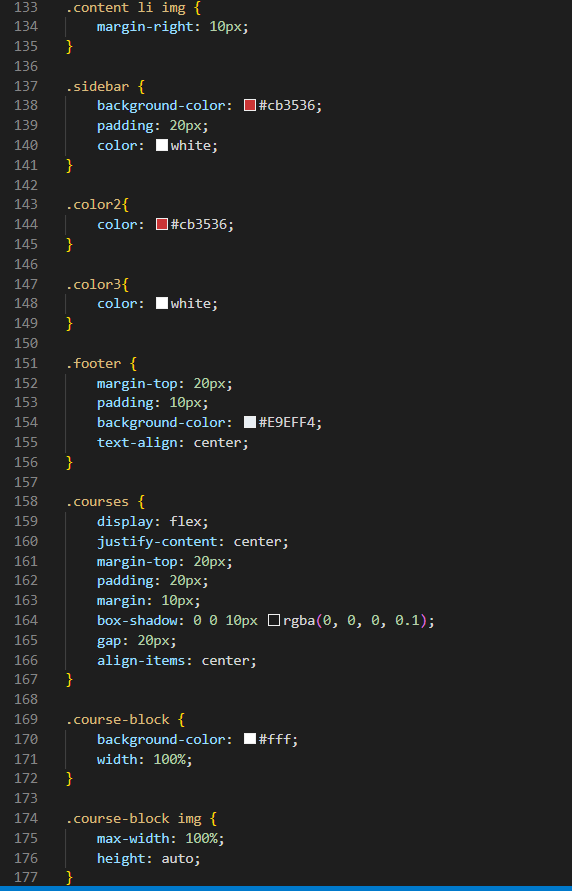 133 .content li img {
134     margin-right: 10px;
135 }
136
137 .sidebar {
138     background-color: #cb3536;
139     padding: 20px;
140     color: white;
141 }
142
143 .color2{
144     color: #cb3536;
145 }
146
147 .color3{
148     color: white;
149 }
150
151 .footer {
152     margin-top: 20px;
153     padding: 10px;
154     background-color: #E9EFF4;
155     text-align: center;
156 }
157
158 .courses {
159     display: flex;
160     justify-content: center;
161     margin-top: 20px;
162     padding: 20px;
163     margin: 10px;
164     box-shadow: 0 0 10px rgba(0, 0, 0, 0.1);
165     gap: 20px;
166     align-items: center;
167 }
168
169 .course-block {
170     background-color: #fff;
171     width: 100%;
172 }
173
174 .course-block img {
175     max-width: 100%;
176     height: auto;
177 }